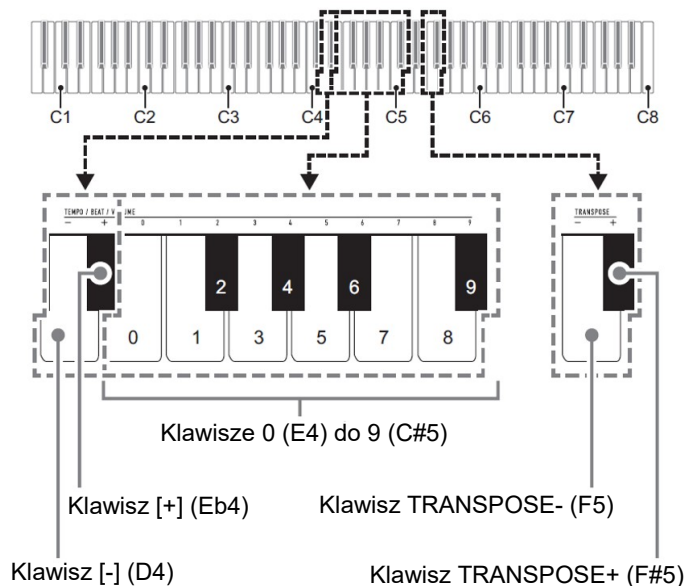 C1 C2 C3 C4 C5 C6 C7 C8
TEMPO / BEAT / VOLUME TRANSPOSE
− + 0 1 2 3 4 5 6 7 8 9 − +
2 4 6 9
0 1 3 5 7 8
Klawisze 0 (E4) do 9 (C#5)
Klawisz [+] (Eb4) Klawisz TRANSPOSE- (F5)
Klawisz [-] (D4) Klawisz TRANSPOSE+ (F#5)